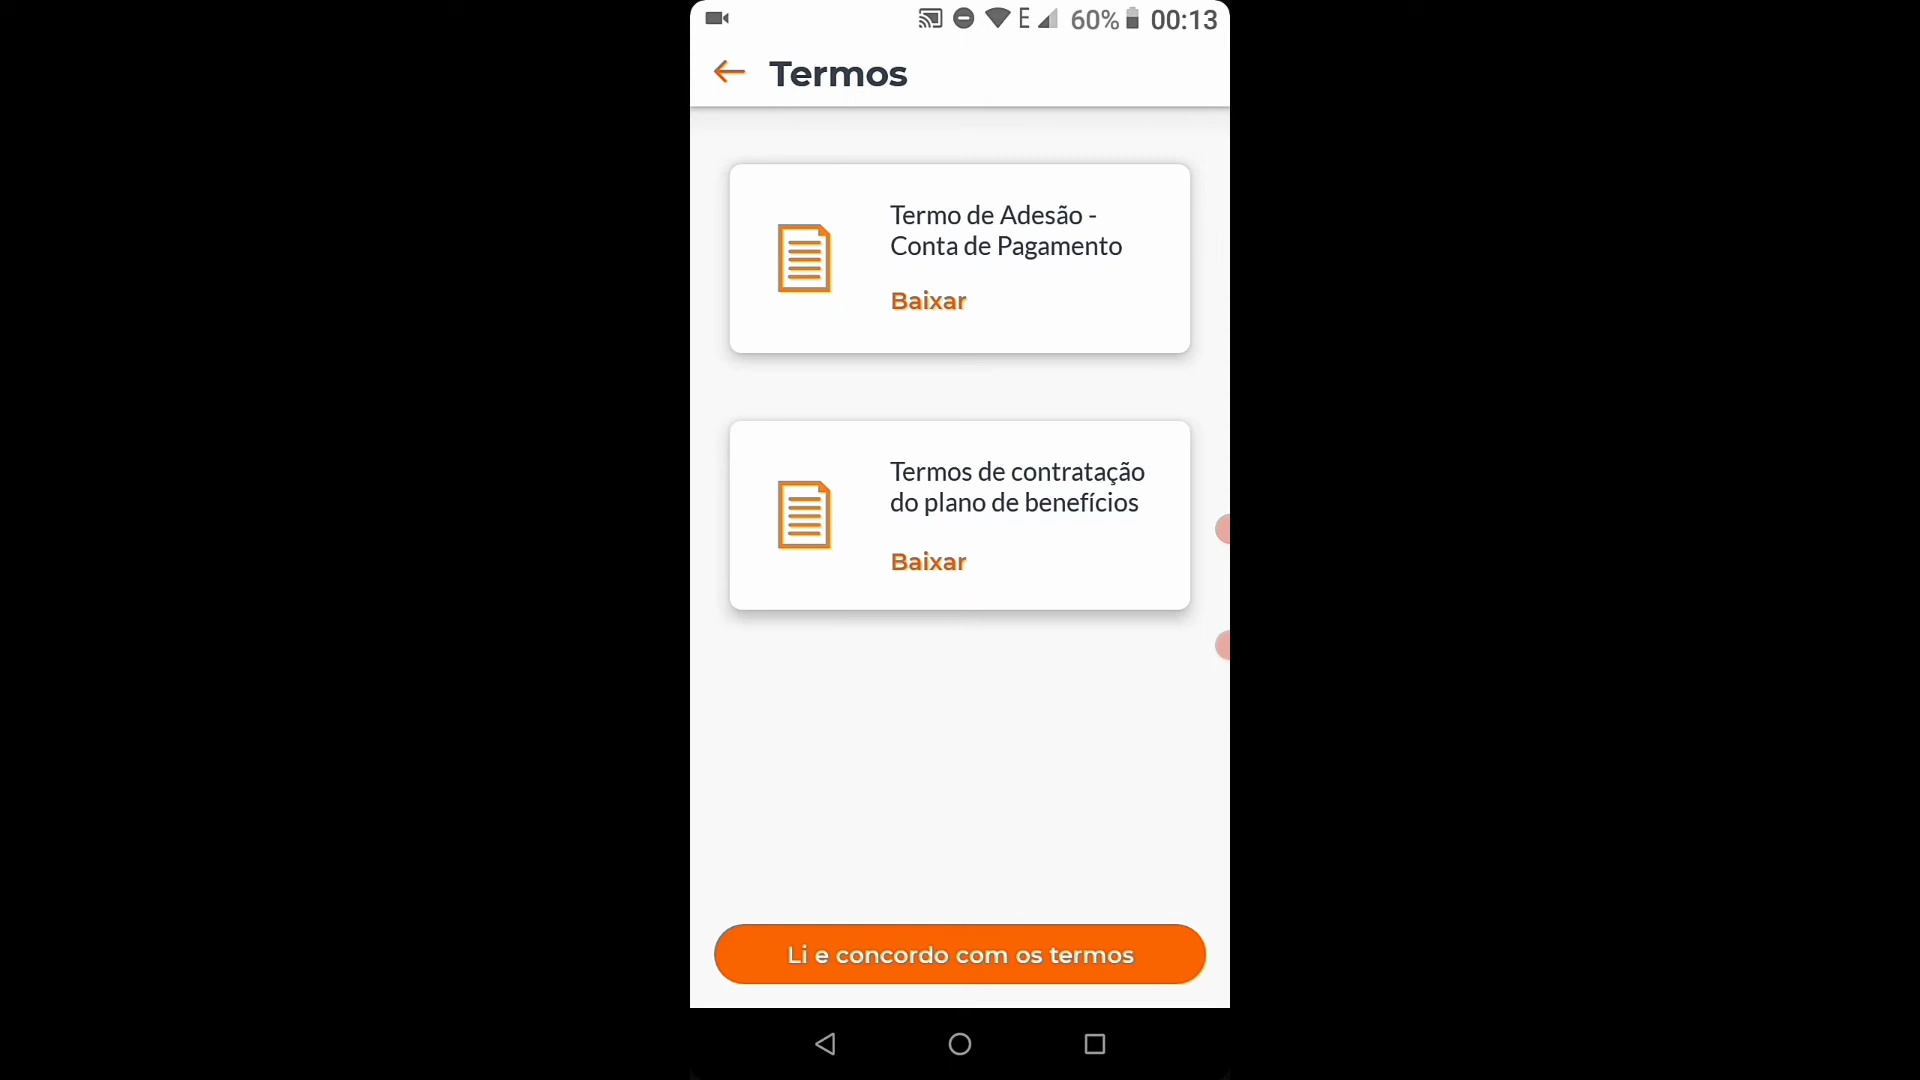 E 60% 00:13
Termos
Termo de Adesão -
Conta de Pagamento
Baixar
Termos de contratação
do plano de benefícios
Baixar
Li e concordo com os termos